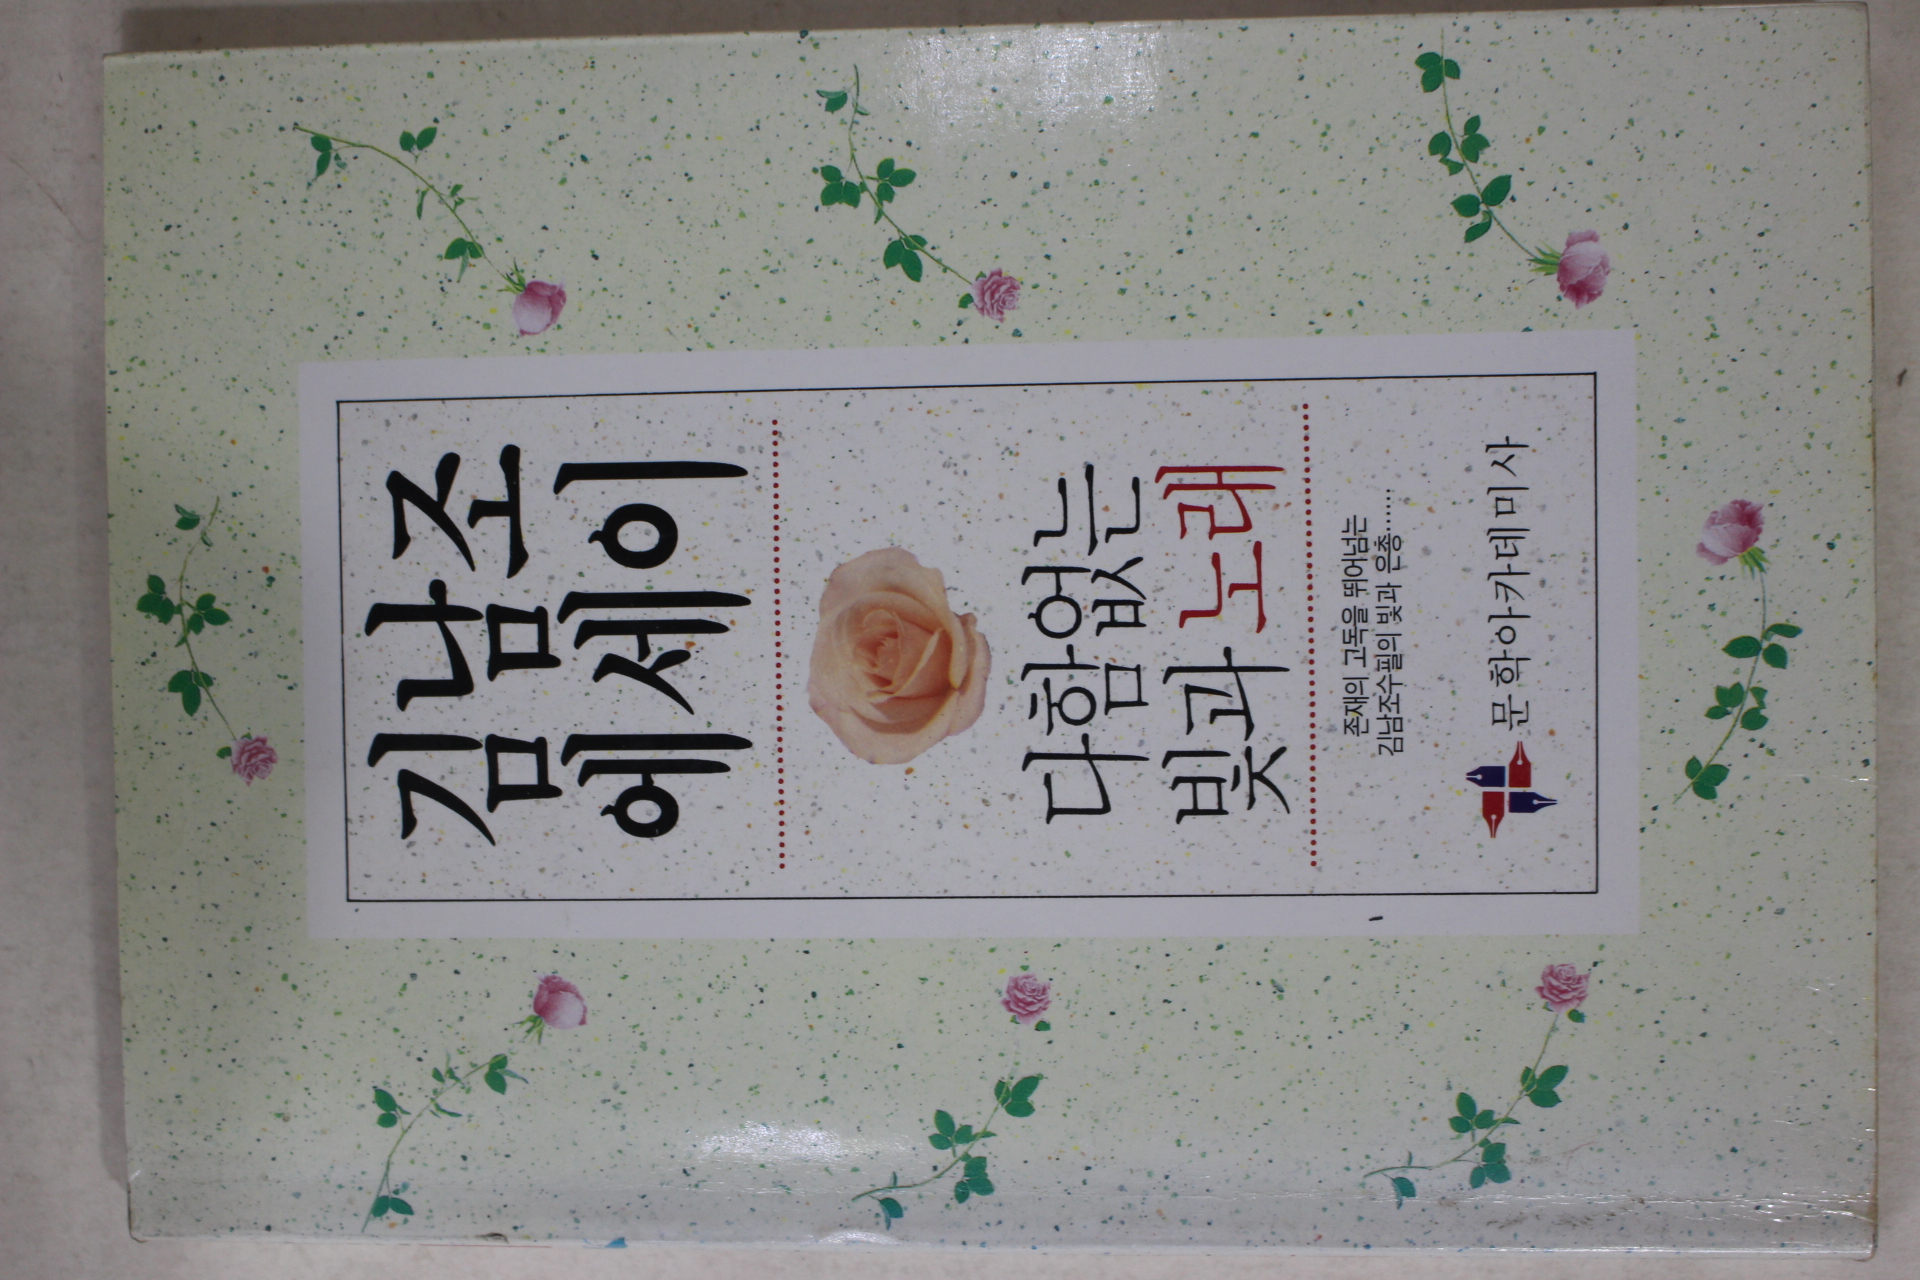 김남조
에세이
다함없는
빛과 노래
존재의 고독을 뛰어넘는
김남조수필의 빛과 은총……
문학아카데미사